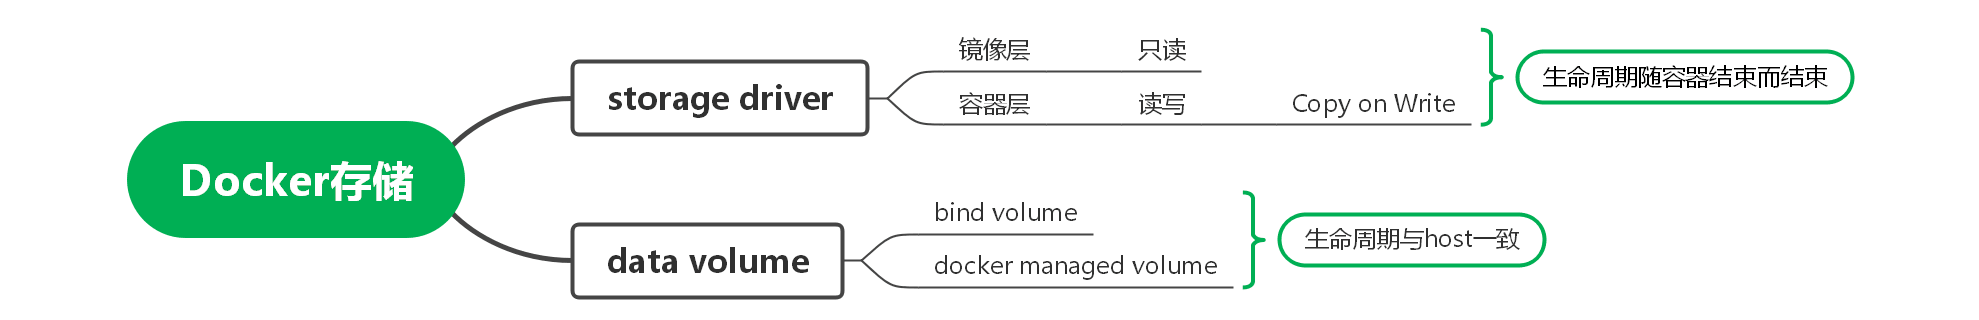 Docker存储
storage driver
镜像层 只读
容器层 读写 Copy on Write
生命周期随容器结束而结束
data volume
bind volume
docker managed volume
生命周期与host一致